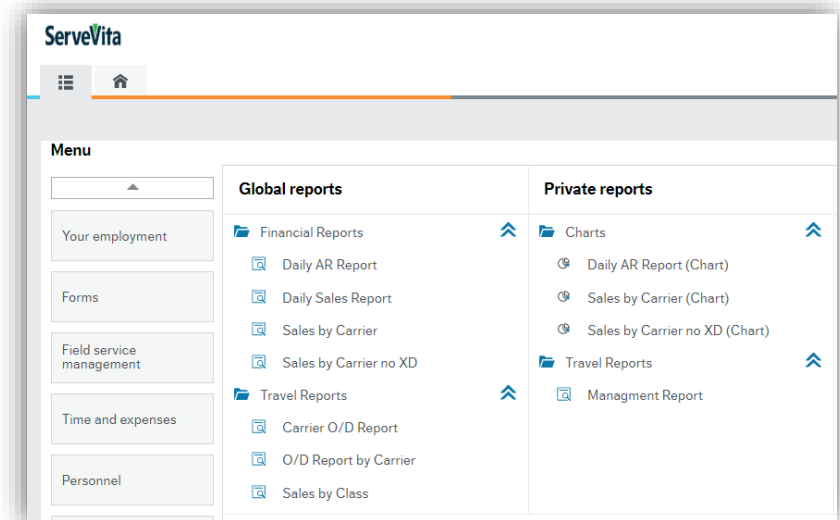 ServeVita
Menu
Your employment
Forms
Field service
management
Time and expenses
Personnel
Global reports
Financial Reports
Daily AR Report
Daily Sales Report
Sales by Carrier
Sales by Carrier no XD
Travel Reports
Carrier O/D Report
O/D Report by Carrier
Sales by Class
Private reports
Charts
Daily AR Report (Chart)
Sales by Carrier (Chart)
Sales by Carrier no XD (Chart)
Travel Reports
Managment Report